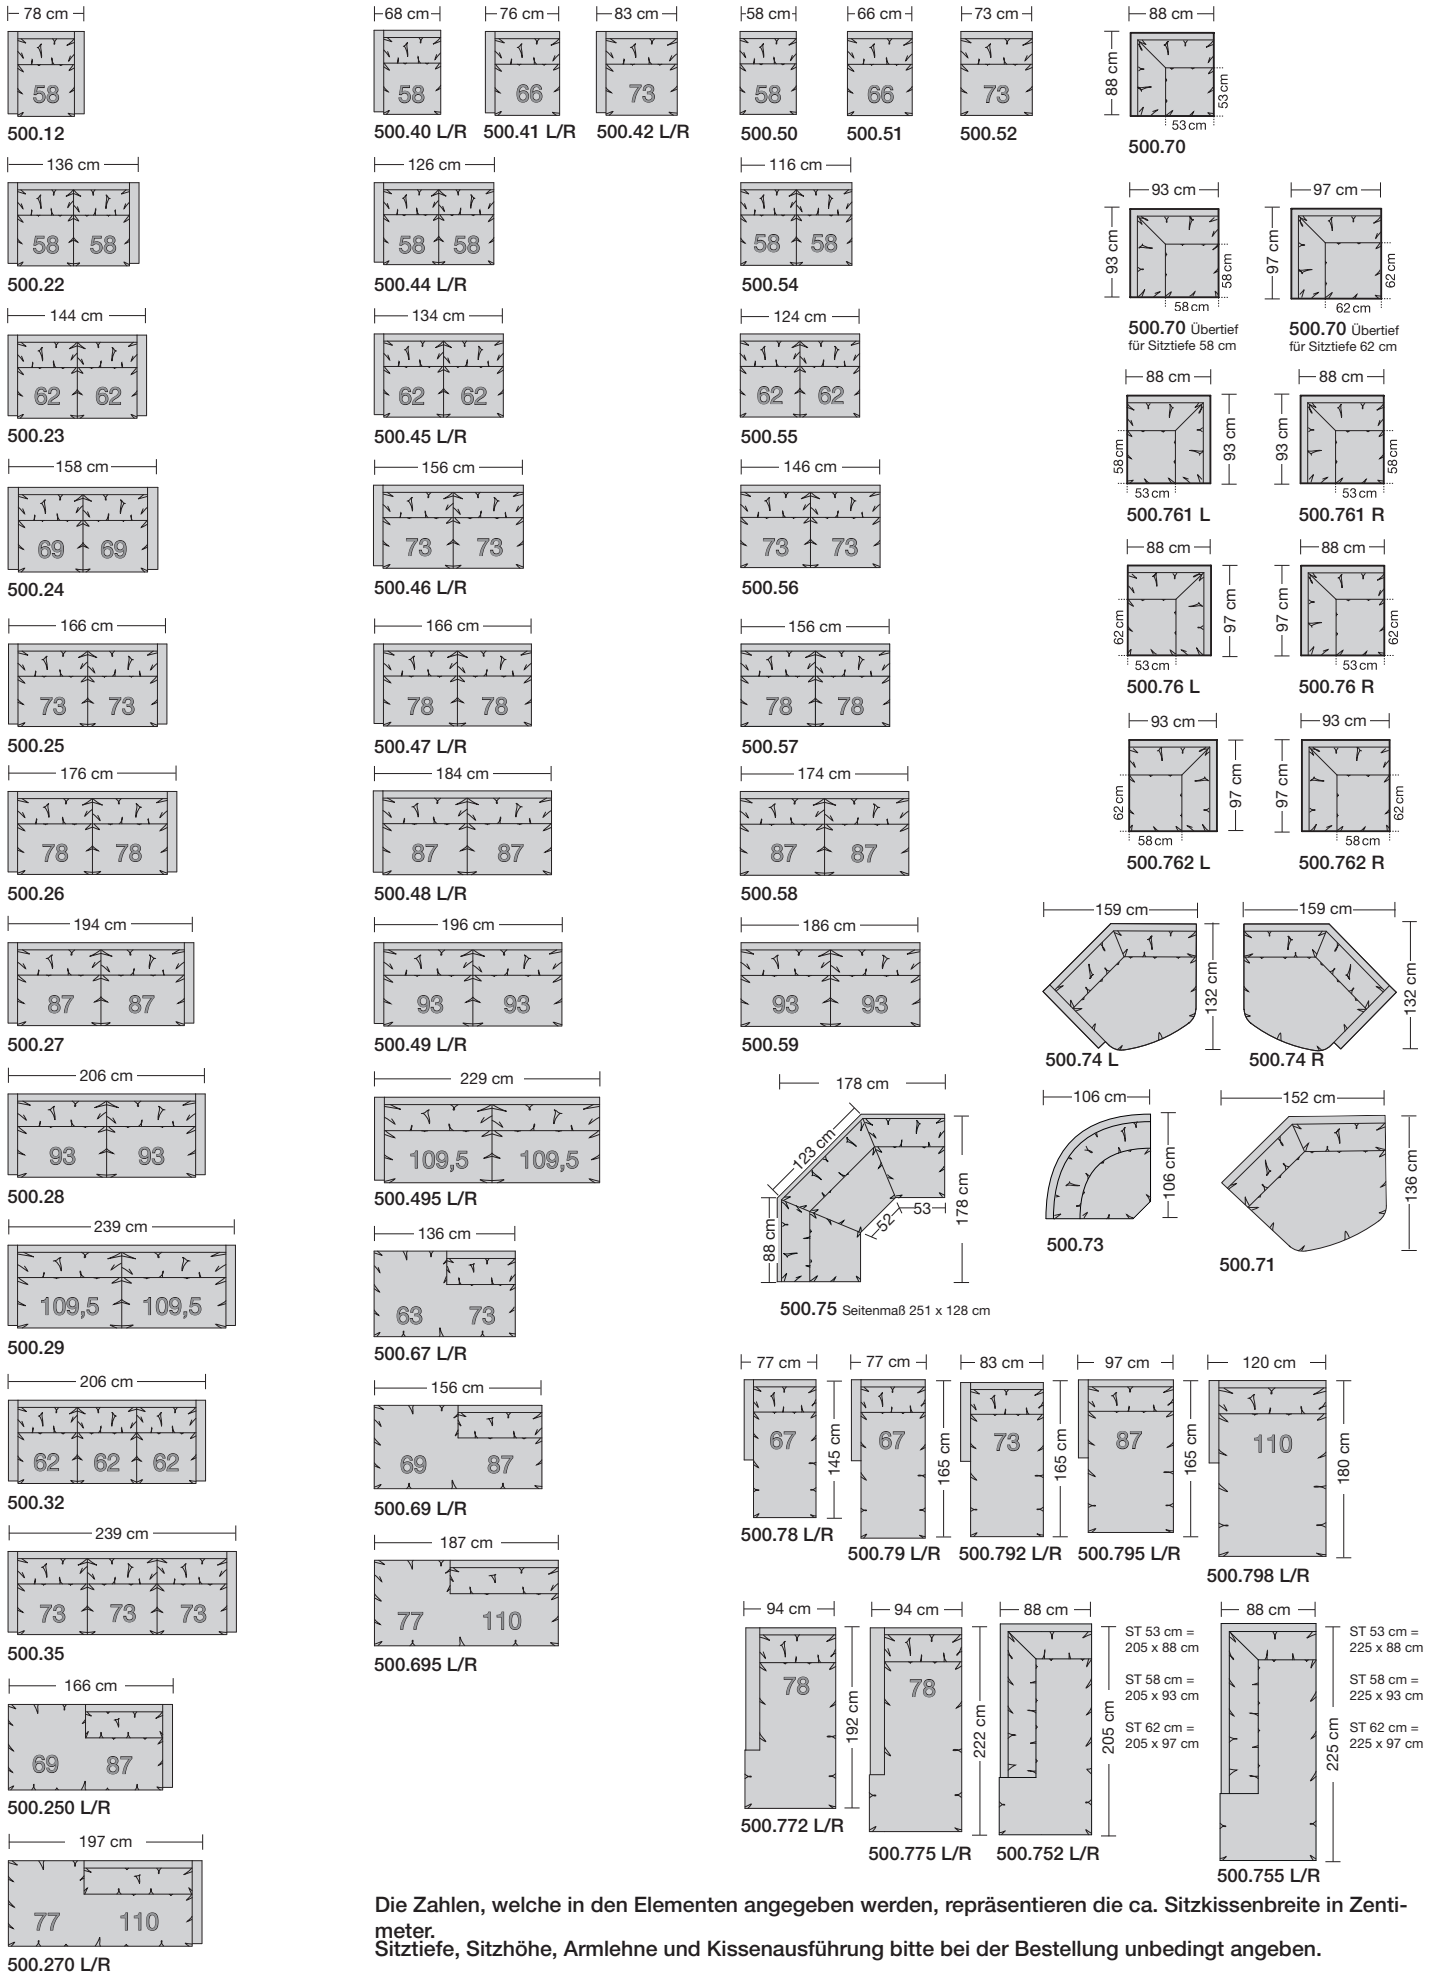 78 cm
58
500.12
136 cm
58 58
500.22
144 cm
62 62
500.23
158 cm
69 69
500.24
166 cm
73 73
500.25
176 cm
78 78
500.26
194 cm
87 87
500.27
206 cm
93 93
500.28
239 cm
109,5 109,5
500.29
206 cm
62 62 62
500.32
239 cm
73 73 73
500.35
166 cm
69 87
500.250 L/R
197 cm
77 110
500.270 L/R
68 cm 76 cm 83 cm
58 66 73
500.40 L/R 500.41 L/R 500.42 L/R
126 cm
58 58
500.44 L/R
134 cm
62 62
500.45 L/R
156 cm
73 73
500.46 L/R
166 cm
78 78
500.47 L/R
184 cm
87 87
500.48 L/R
196 cm
93 93
500.49 L/R
229 cm
109,5 109,5
500.495 L/R
136 cm
63 73
500.67 L/R
156 cm
69 87
500.69 L/R
187 cm
77 110
500.695 L/R
58 cm 66 cm 73 cm
58 66 73
500.50 500.51 500.52
116 cm
58 58
500.54
124 cm
62 62
500.55
146 cm
73 73
500.56
156 cm
78 78
500.57
174 cm
87 87
500.58
186 cm
93 93
500.59
178 cm
123 cm
88 cm
52
53
178 cm
500.75 Seitenmaß 251 x 128 cm
88 cm
88 cm
53 cm
53 cm
500.70
93 cm
93 cm
58 cm
58 cm
500.70 Übertief
für Sitztiefe 58 cm
97 cm
97 cm
62 cm
62 cm
500.70 Übertief
für Sitztiefe 62 cm
88 cm
58 cm
93 cm
53 cm
500.761 L
88 cm
93 cm
58 cm
53 cm
500.761 R
88 cm
62 cm
97 cm
53 cm
500.76 L
88 cm
97 cm
62 cm
53 cm
500.76 R
93 cm
62 cm
97 cm
58 cm
500.762 L
93 cm
97 cm
62 cm
58 cm
500.762 R
159 cm
132 cm
500.74 L
159 cm
132 cm
500.74 R
106 cm
106 cm
500.73
152 cm
136 cm
500.71
77 cm
67
145 cm
500.78 L/R
77 cm
67
165 cm
500.79 L/R
83 cm
73
165 cm
500.792 L/R
97 cm
87
165 cm
500.795 L/R
120 cm
110
180 cm
500.798 L/R
94 cm
78
192 cm
500.772 L/R
94 cm
78
222 cm
500.775 L/R
88 cm
205 cm
500.752 L/R
ST 53 cm =
205 x 88 cm
ST 58 cm =
205 x 93 cm
ST 62 cm =
205 x 97 cm
88 cm
225 cm
500.755 L/R
ST 53 cm =
225 x 88 cm
ST 58 cm =
225 x 93 cm
ST 62 cm =
225 x 97 cm
Die Zahlen, welche in den Elementen angegeben werden, repräsentieren die ca. Sitzkissenbreite in Zenti-
meter.
Sitztiefe, Sitzhöhe, Armlehne und Kissenausführung bitte bei der Bestellung unbedingt angeben.